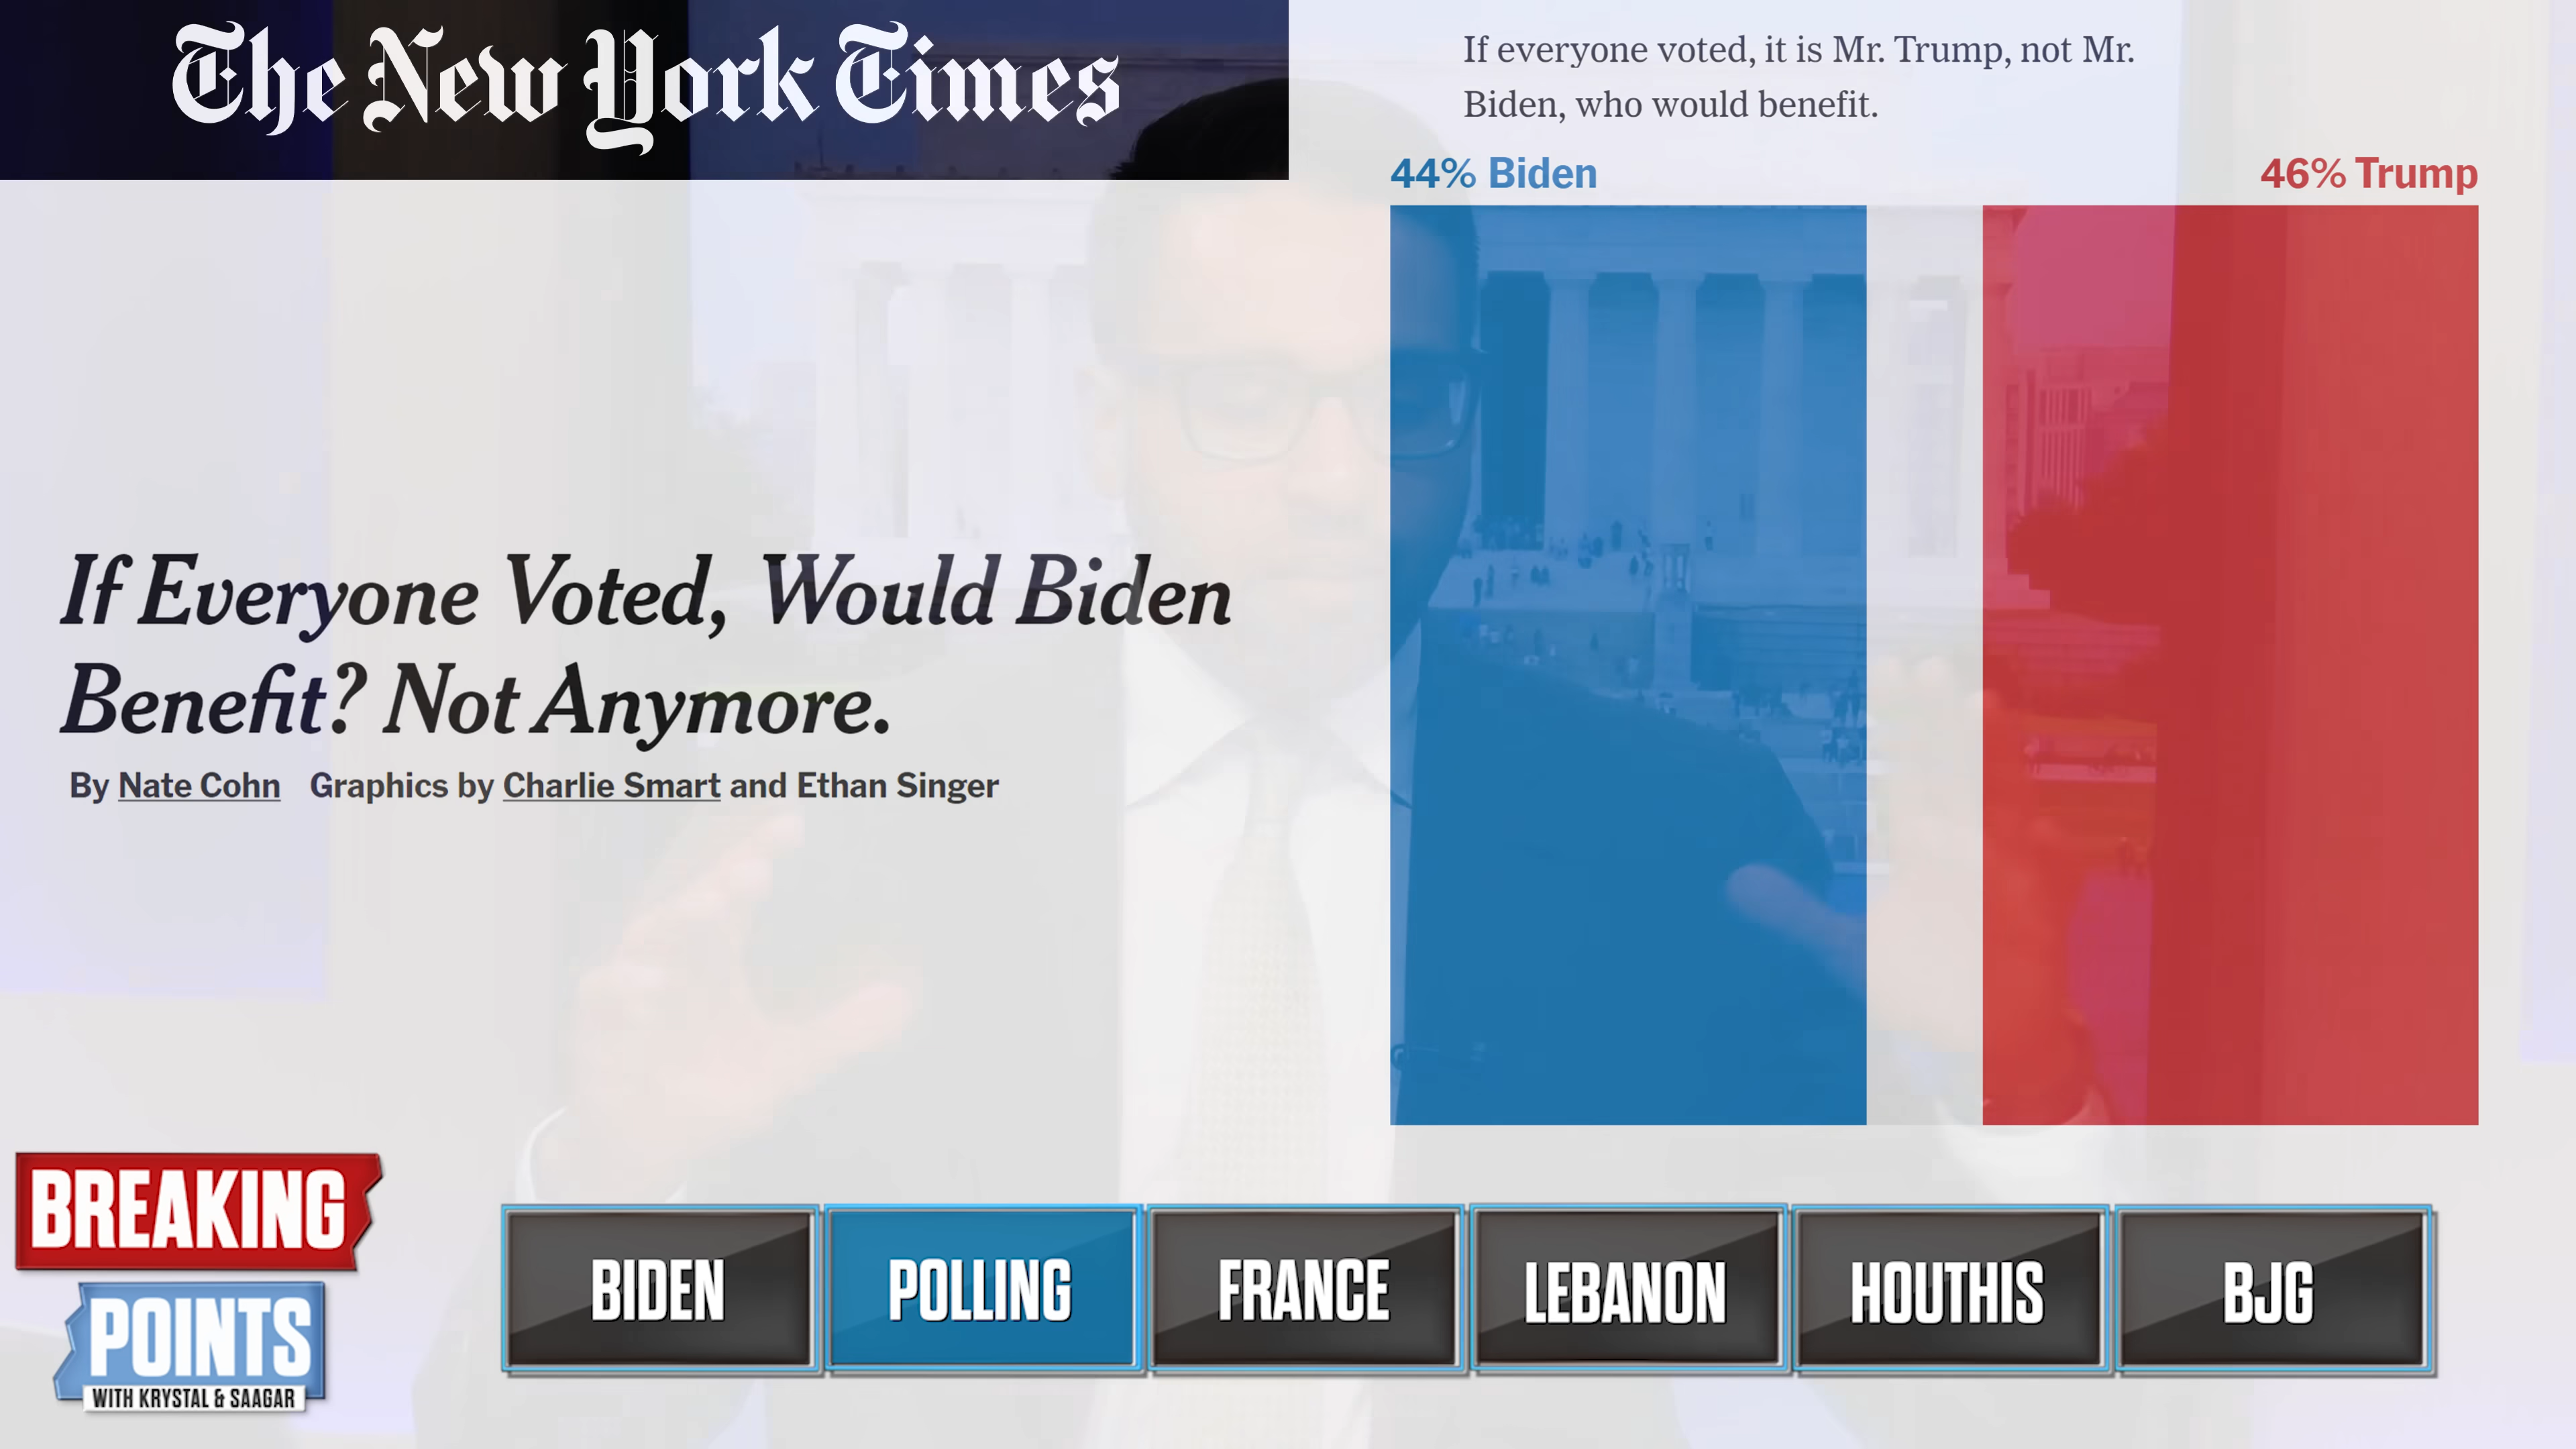 The New York Times
If everyone voted, it is Mr. Trump, not Mr.
Biden, who would benefit.
44% Biden
46% Trump
If Everyone Voted, Would Biden
Benefit? Not Anymore.
By Nate Cohn Graphics by Charlie Smart and Ethan Singer
BREAKING
POINTS
WITH KRYSTAL & SAAGAR
BIDEN
POLLING
FRANCE
LEBANON
HOUTHIS
BJG